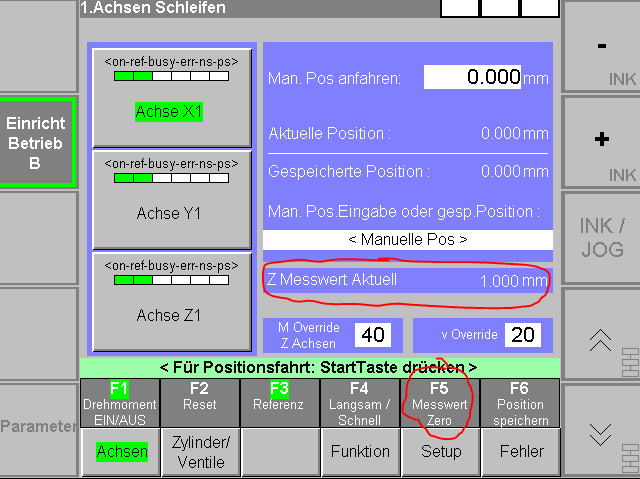 1.Achsen Schleifen
-
INK
<on-ref-busy-err-ns-ps>
Achse X1
Man. Pos anfahren: 0.000 mm
Einricht
Betrieb
B
Aktuelle Position : 0.000 mm
+
INK
<on-ref-busy-err-ns-ps>
Achse Y1
Gespeicherte Position : 0.000 mm
Man. Pos.Eingabe oder gesp.Position :
< Manuelle Pos >
INK /
JOG
<on-ref-busy-err-ns-ps>
Achse Z1
Z Messwert Aktuell 1.000 mm
M Override
Z Achsen
40
v Override 20
< Für Positionsfahrt: StartTaste drücken >
F1
Drehmoment
EIN/AUS
F2
Reset
F3
Referenz
F4
Langsam /
Schnell
F5
Messwert
Zero
F6
Position
speichern
Parameter
Achsen
Zylinder/
Ventile
Funktion
Setup
Fehler